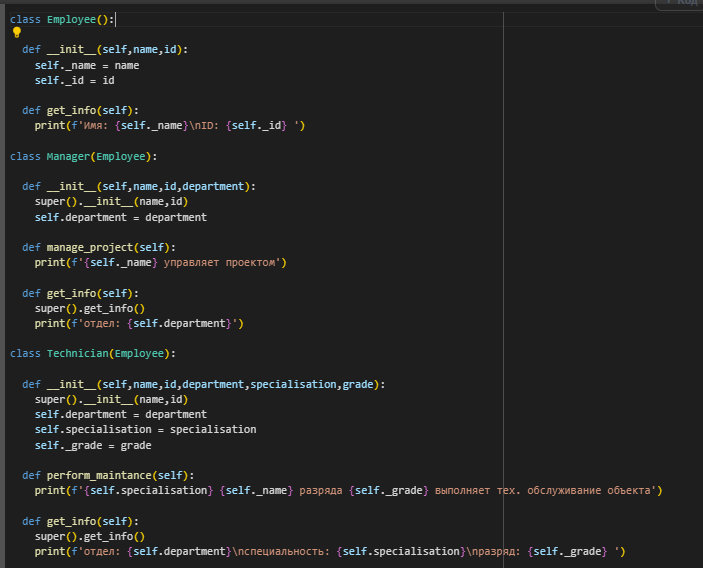 Код
class Employee():
def __init__(self,name,id):
self._name = name
self._id = id
def get_info(self):
print(f'Имя: {self._name}\nID: {self._id} ')
class Manager(Employee):
def __init__(self,name,id,department):
super().__init__(name,id)
self.department = department
def manage_project(self):
print(f'{self._name} управляет проектом')
def get_info(self):
super().get_info()
print(f'отдел: {self.department}')
class Technician(Employee):
def __init__(self,name,id,department,specialisation,grade):
super().__init__(name,id)
self.department = department
self.specialisation = specialisation
self._grade = grade
def perform_maintance(self):
print(f'{self.specialisation} {self._name} разряда {self._grade} выполняет тех. обслуживание объекта')
def get_info(self):
super().get_info()
print(f'отдел: {self.department}\nспециальность: {self.specialisation}\nразряд: {self._grade} ')